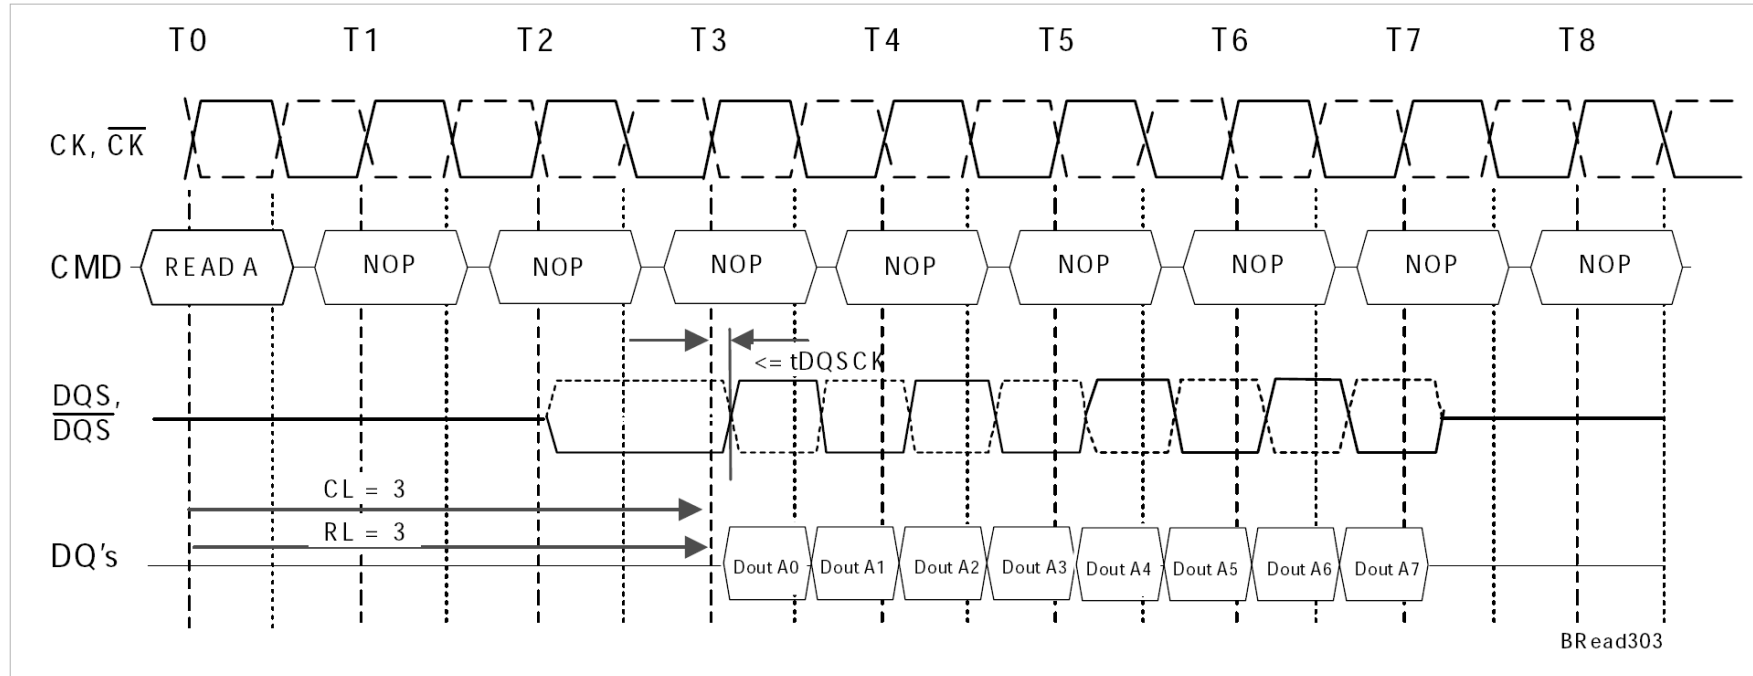 T0 T1 T2 T3 T4 T5 T6 T7 T8
CK, CK
CMD READ A NOP NOP NOP NOP NOP NOP NOP NOP
<= tDQSCK
DQS,
DQS
CL = 3
RL = 3
DQ's Dout A0 Dout A1 Dout A2 Dout A3 Dout A4 Dout A5 Dout A6 Dout A7
BRead303